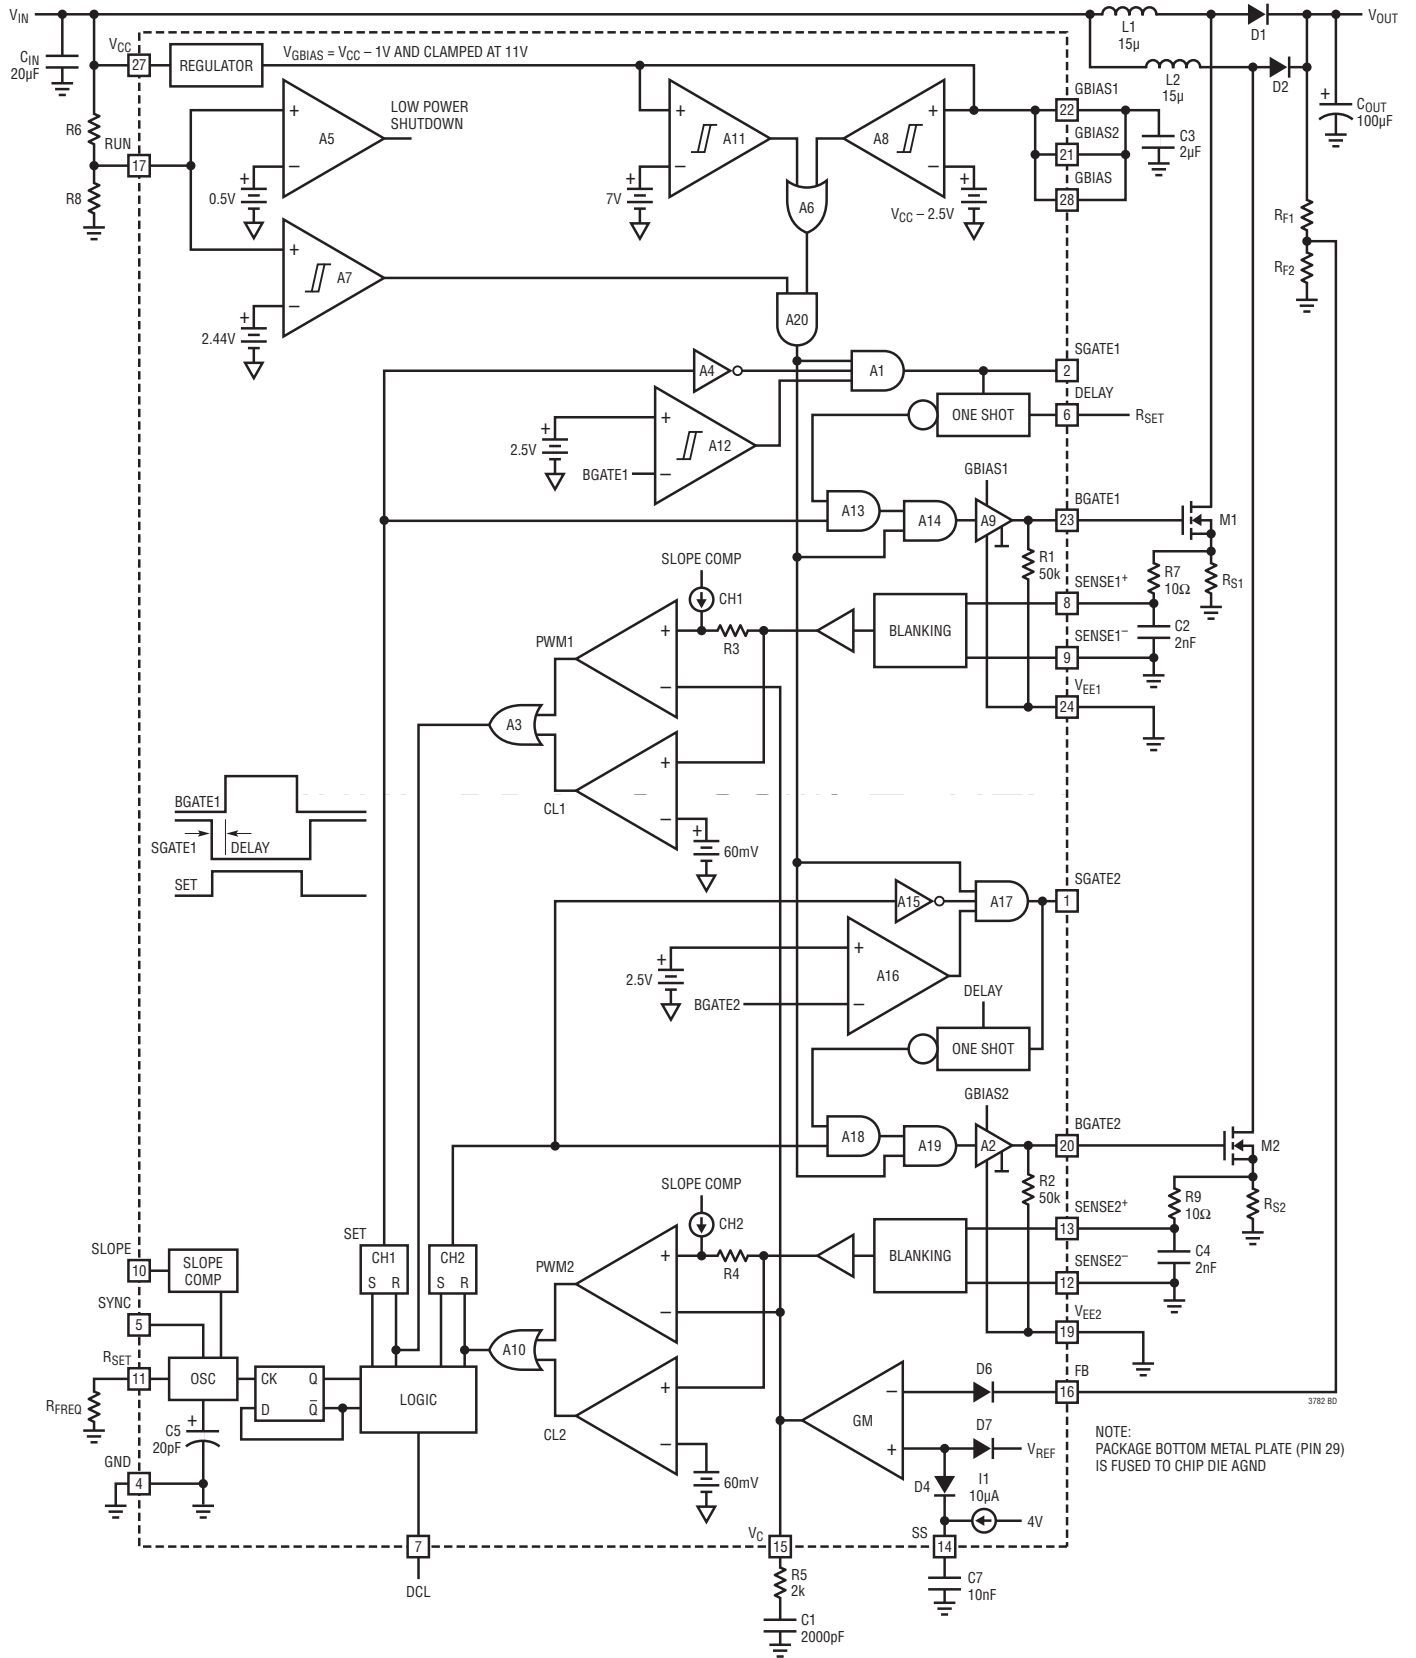 VIN
L1
15µ
D1
VOUT
CIN
20µF
VCC
27
REGULATOR
VGBIAS = VCC – 1V AND CLAMPED AT 11V
L2
15µ
D2
+
COUT
100µF
R6
RUN
17
R8
+
A5
–
LOW POWER
SHUTDOWN
+
0.5V
+
A11
–
+
7V
A8
+
–
+
VCC – 2.5V
A6
GBIAS1
22
GBIAS2
21
GBIAS
28
C3
2µF
RF1
RF2
+
A7
–
+
2.44V
A20
A4
A1
SGATE1
2
DELAY
6
RSET
ONE SHOT
+
2.5V
+
A12
–
BGATE1
GBIAS1
A13
A14
A9
BGATE1
23
M1
R1
50k
R7
10Ω
RS1
SENSE1+
8
C2
2nF
SENSE1–
9
VEE1
24
SLOPE COMP
CH1
R3
BLANKING
PWM1
+
–
A3
CL1
+
–
+
60mV
BGATE1
SGATE1
DELAY
SET
A15
A17
SGATE2
1
+
2.5V
+
A16
–
BGATE2
DELAY
ONE SHOT
GBIAS2
A18
A19
A2
BGATE2
20
M2
R2
50k
R9
10Ω
RS2
SENSE2+
13
C4
2nF
SENSE2–
12
VEE2
19
SLOPE COMP
CH2
R4
BLANKING
PWM2
+
–
A10
CL2
+
–
60mV
SET
CH1
S R
CH2
S R
SLOPE
10
SLOPE
COMP
SYNC
5
RSET
11
OSC
CK Q
D Q̅
LOGIC
RFREQ
C5
20pF
+
GND
4
GM
–
+
D6
FB
16
D7
VREF
D4
I1
10µA
4V
SS
14
C7
10nF
VC
15
R5
2k
C1
2000pF
7
DCL
3782 BD
NOTE:
PACKAGE BOTTOM METAL PLATE (PIN 29)
IS FUSED TO CHIP DIE AGND